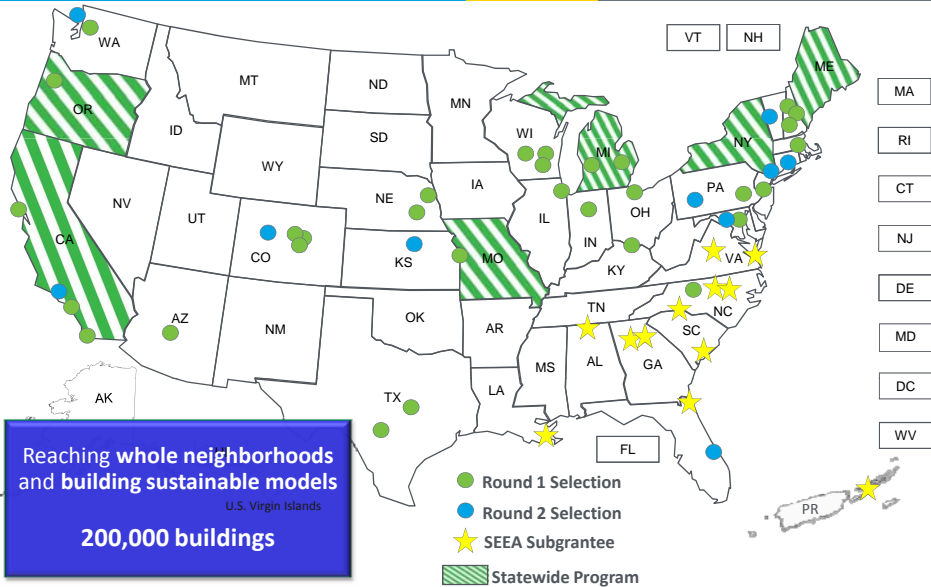 VT
NH
WA
ME
MT
ND
MN
MA
OR
ID
SD
WI
NY
RI
WY
MI
IA
NE
PA
CT
NV
UT
IL
IN
OH
NJ
CA
CO
KS
MO
KY
VA
DE
AZ
NM
OK
AR
TN
NC
SC
MD
MS
AL
GA
DC
AK
TX
LA
FL
WV
Reaching whole neighborhoods
and building sustainable models
U.S. Virgin Islands
200,000 buildings
Round 1 Selection
Round 2 Selection
SEEA Subgrantee
Statewide Program
PR